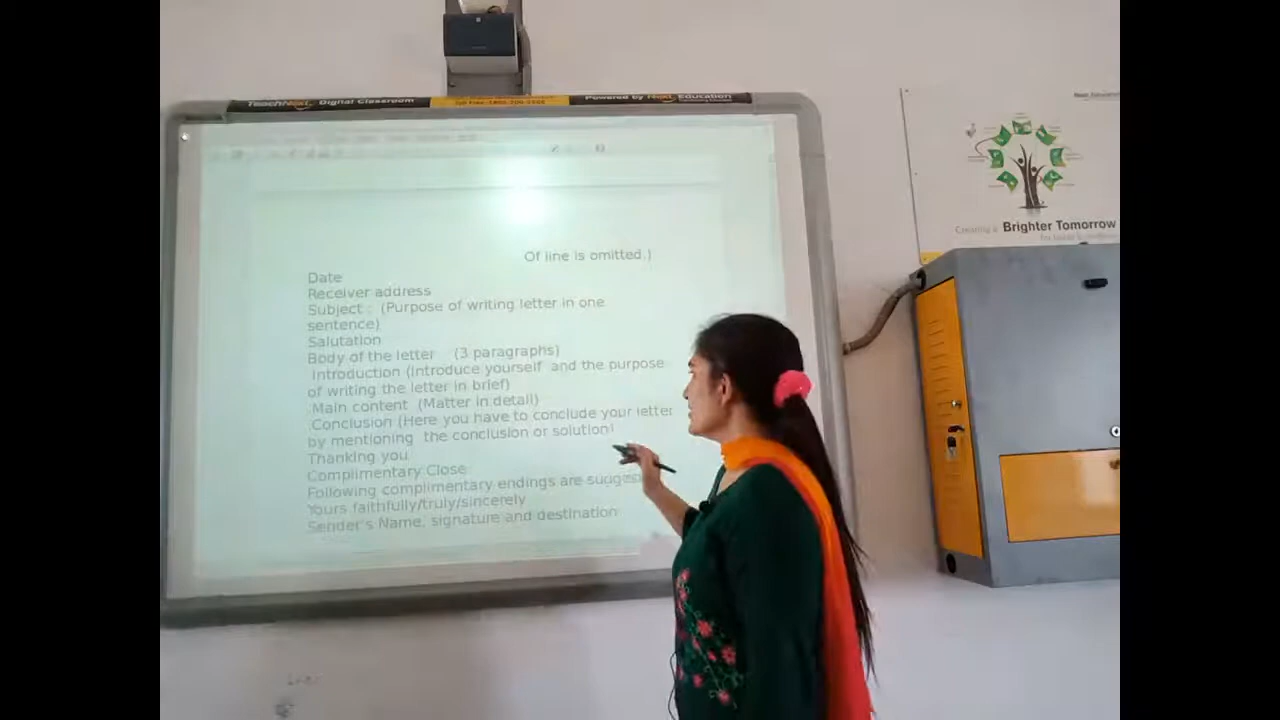 TeachNext Digital Classroom
Powered by Next Education
Of line is omitted.)
Date
Receiver address
Subject : (Purpose of writing letter in one
sentence)
Salutation
Body of the letter (3 paragraphs)
Introduction (Introduce yourself and the purpose
of writing the letter in brief)
.Main content (Matter in detail)
.Conclusion (Here you have to conclude your letter
by mentioning the conclusion or solution)
Thanking you
Complimentary Close
Following complimentary endings are
Yours faithfully/truly/sincerely
Sender's Name, signature and destination
Creating a Brighter Tomorrow